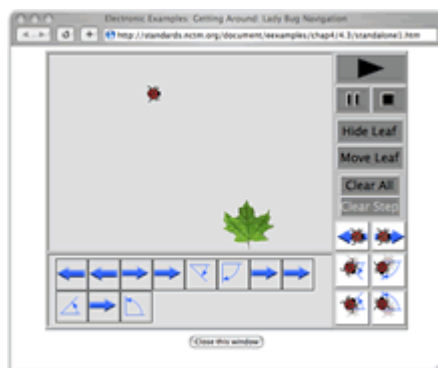 Electronic Examples: Getting Around: Lady Bug Navigation
http://standards.nctm.org/document/eexamples/chap4/4.3/standalone1.htm
Hide Leaf
Move Leaf
Clear All
Clear Step
Close this window